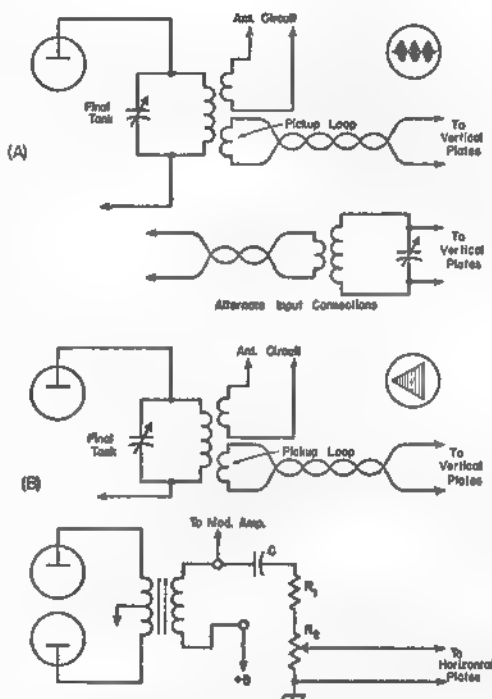 Ant. Circuit
Final
Tank
Pickup Loop
To
Vertical
Plates
(A)
To
Vertical
Plates
Alternate Input Connections
Ant. Circuit
Final
Tank
Pickup Loop
To
Vertical
Plates
(B)
To Mod. Amp.
C
R1
R2
+B
To
Horizontal
Plates